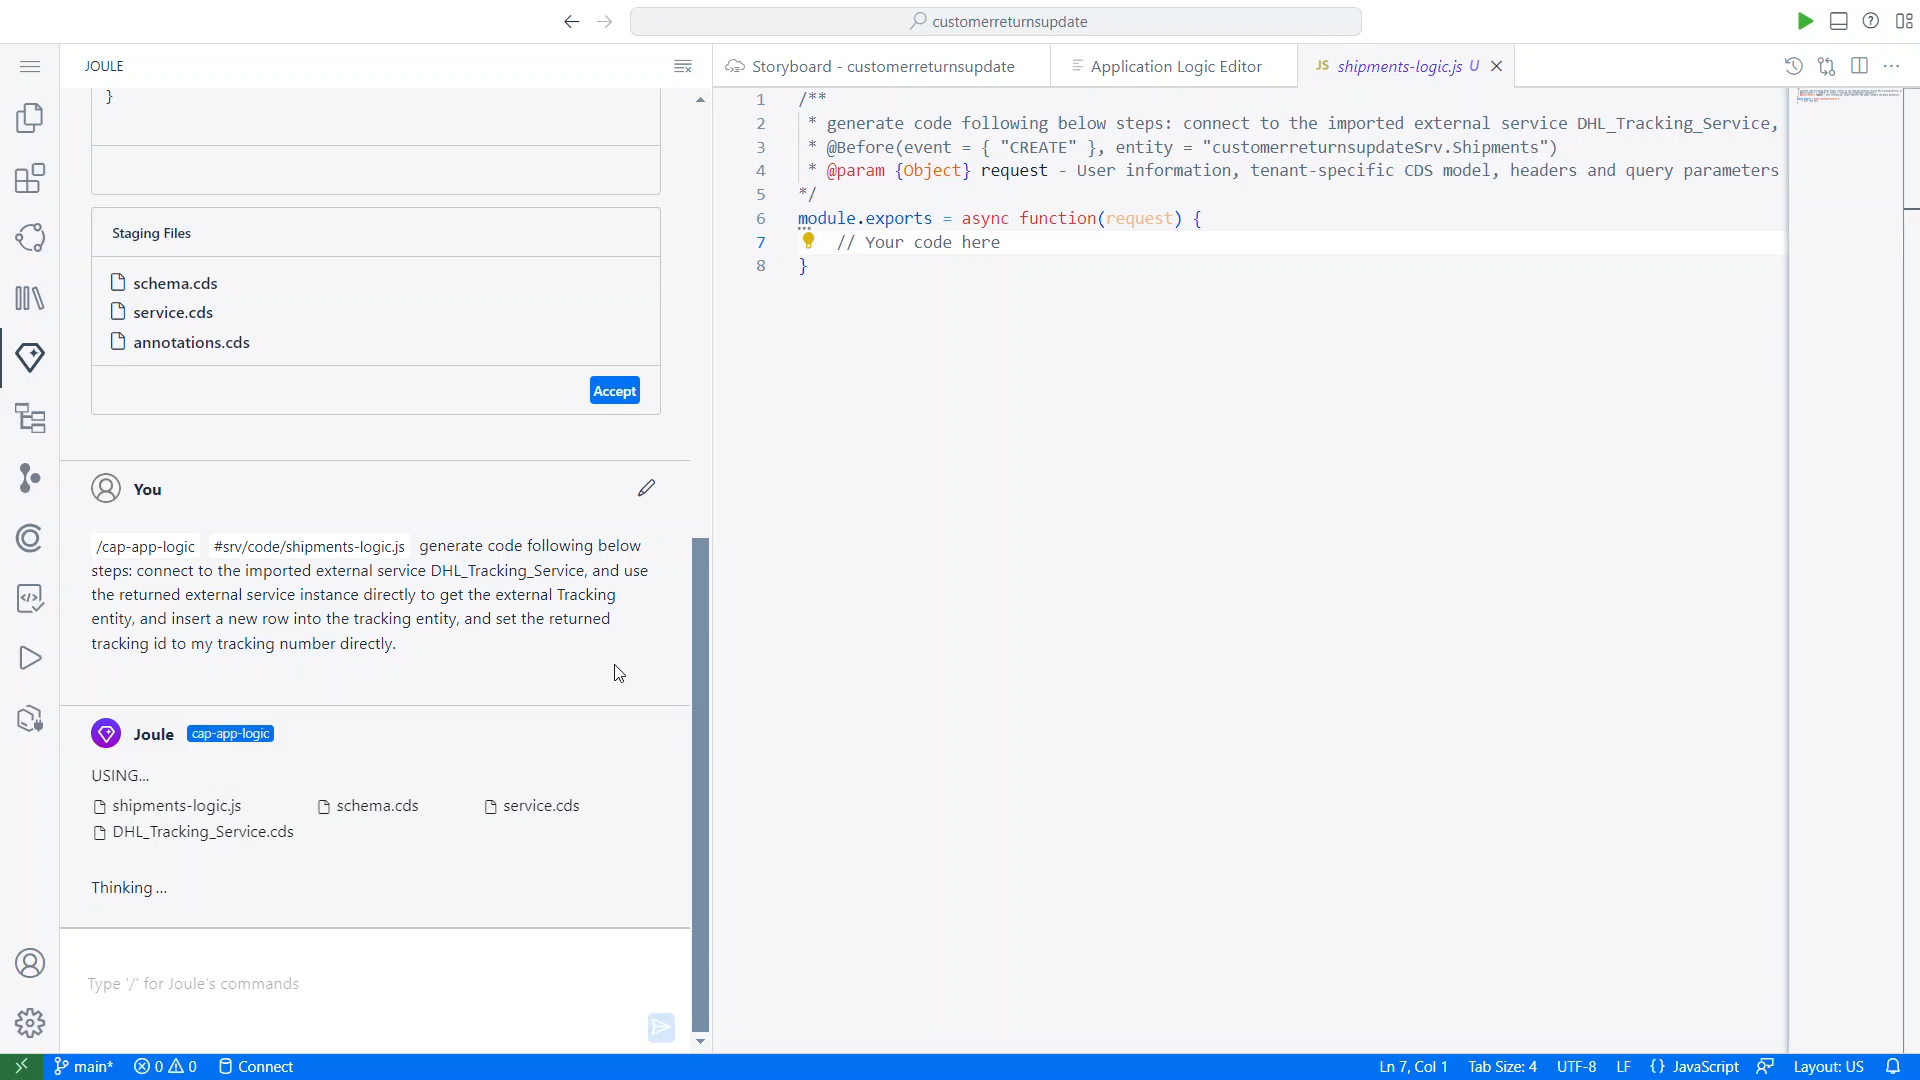 customerreturnsupdate
JOULE
Storyboard - customerreturnsupdate
Application Logic Editor
JS shipments-logic.js U
}
Staging Files
schema.cds
service.cds
annotations.cds
Accept
You
/cap-app-logic #srv/code/shipments-logic.js generate code following below
steps: connect to the imported external service DHL_Tracking_Service, and use
the returned external service instance directly to get the external Tracking
entity, and insert a new row into the tracking entity, and set the returned
tracking id to my tracking number directly.
Joule cap-app-logic
USING...
shipments-logic.js schema.cds service.cds
DHL_Tracking_Service.cds
Thinking ...
Type '/' for Joule's commands
1 /**
2 * generate code following below steps: connect to the imported external service DHL_Tracking_Service,
3 * @Before(event = { "CREATE" }, entity = "customerreturnsupdateSrv.Shipments")
4 * @param {Object} request - User information, tenant-specific CDS model, headers and query parameters
5 */
6 module.exports = async function(request) {
7 // Your code here
8 }
main* 0 0 Connect
Ln 7, Col 1 Tab Size: 4 UTF-8 LF {} JavaScript Layout: US